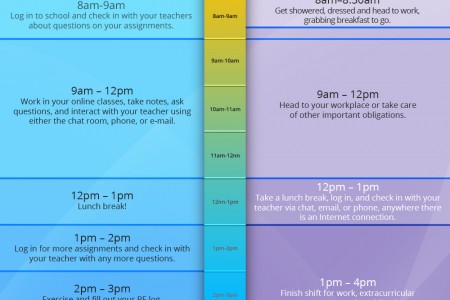 8am-9am
Log in to school and check in with your teachers
about questions on your assignments.
9am – 12pm
Work in your online classes, take notes, ask
questions, and interact with your teacher using
either the chat room, phone, or e-mail.
12pm – 1pm
Lunch break!
1pm – 2pm
Log in for more assignments and check in with
your teacher with any more questions.
2pm – 3pm
Exercise and fill out your PE log
8am-9am
9am-10am
10am-11am
11am-12nn
12nn-1pm
1pm-2pm
2pm-3pm
8am–8:30am
Get showered, dressed and head to work,
grabbing breakfast to go.
9am – 12pm
Head to your workplace or take care
of other important obligations.
12pm – 1pm
Take a lunch break, log in, and check in with your
teacher via chat, email, or phone, anywhere there
is an Internet connection.
1pm – 4pm
Finish shift for work, extracurricular